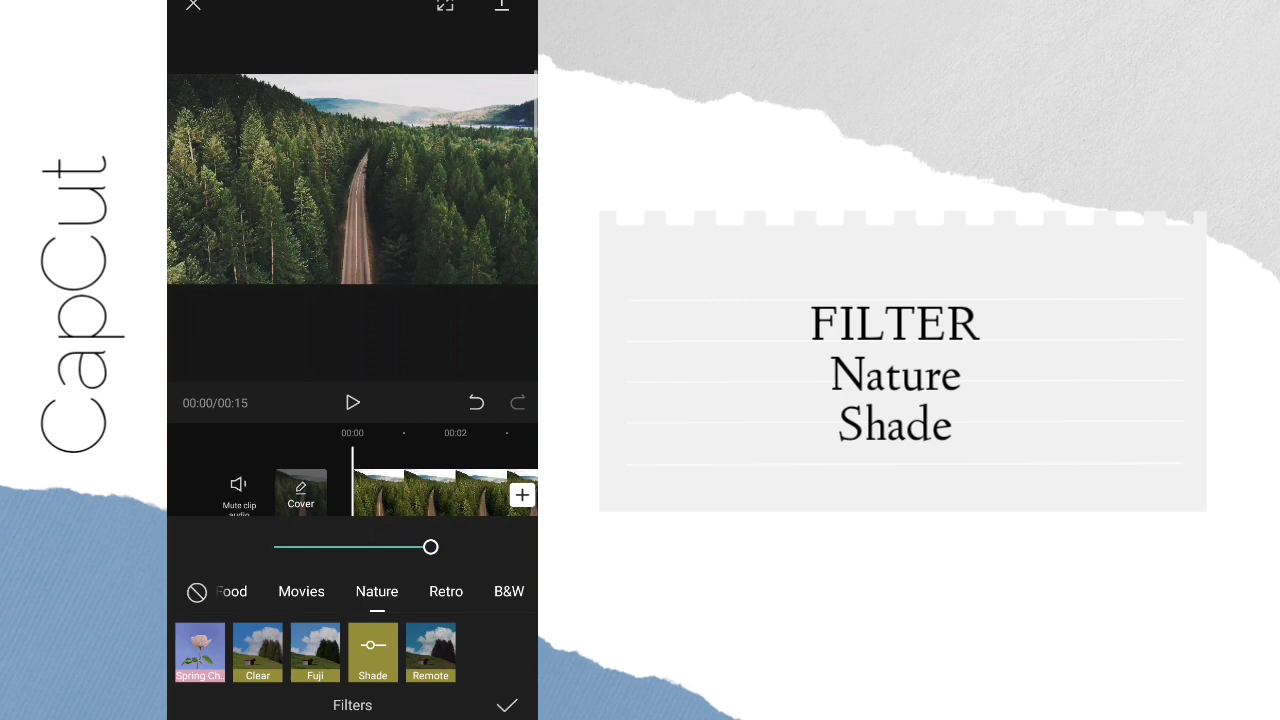 CapCut
00:00/00:15
00:00
00:02
Mute clip
audio
Cover
Food
Movies
Nature
Retro
B&W
Spring Ch..
Clear
Fuji
Shade
Remote
Filters
FILTER
Nature
Shade